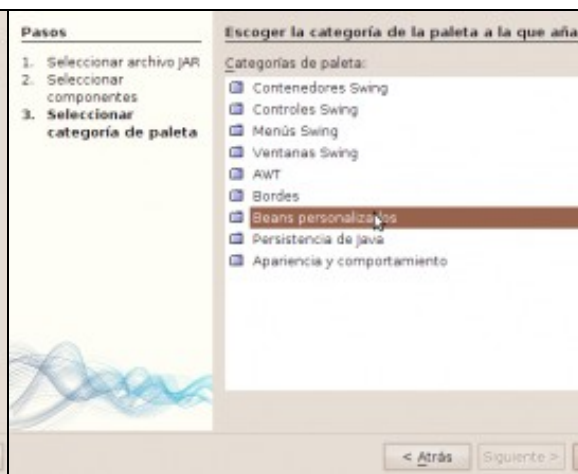 Pasos
1. Seleccionar archivo JAR
2. Seleccionar
componentes
3. Seleccionar
categoría de paleta
Escoger la categoría de la paleta a la que aña
Categorías de paleta:
Contenedores Swing
Controles Swing
Menús Swing
Ventanas Swing
AWT
Bordes
Beans personalizados
Persistencia de Java
Apariencia y comportamiento
< Atrás
Siguiente >